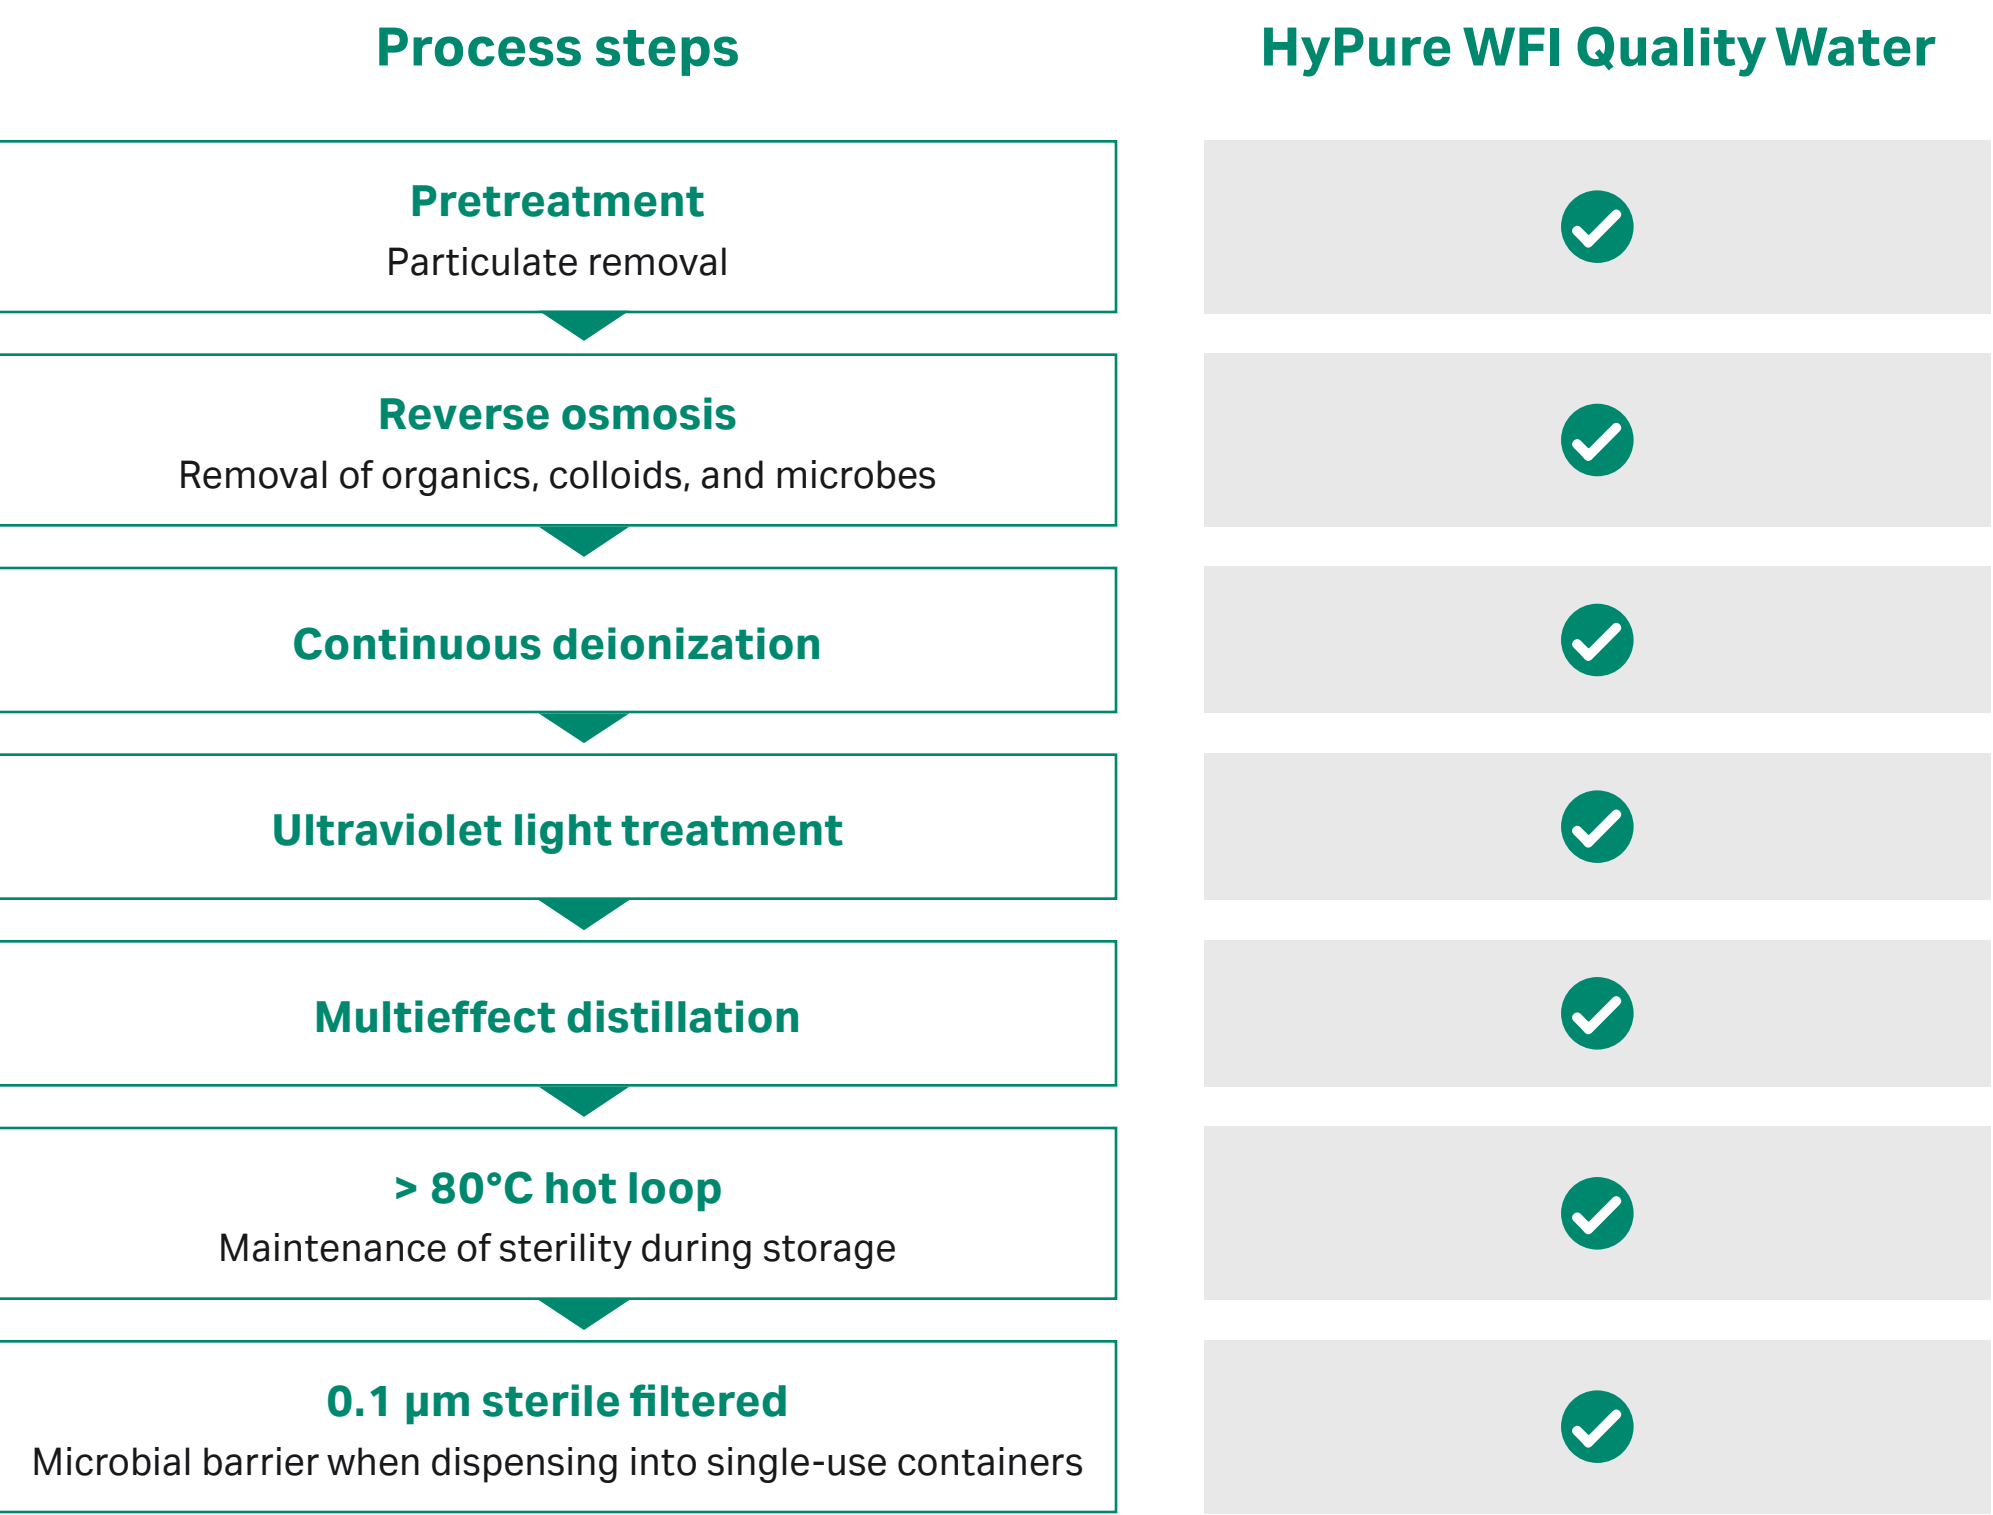 Process steps
HyPure WFI Quality Water
Pretreatment
Particulate removal
Reverse osmosis
Removal of organics, colloids, and microbes
Continuous deionization
Ultraviolet light treatment
Multieffect distillation
> 80°C hot loop
Maintenance of sterility during storage
0.1 µm sterile filtered
Microbial barrier when dispensing into single-use containers